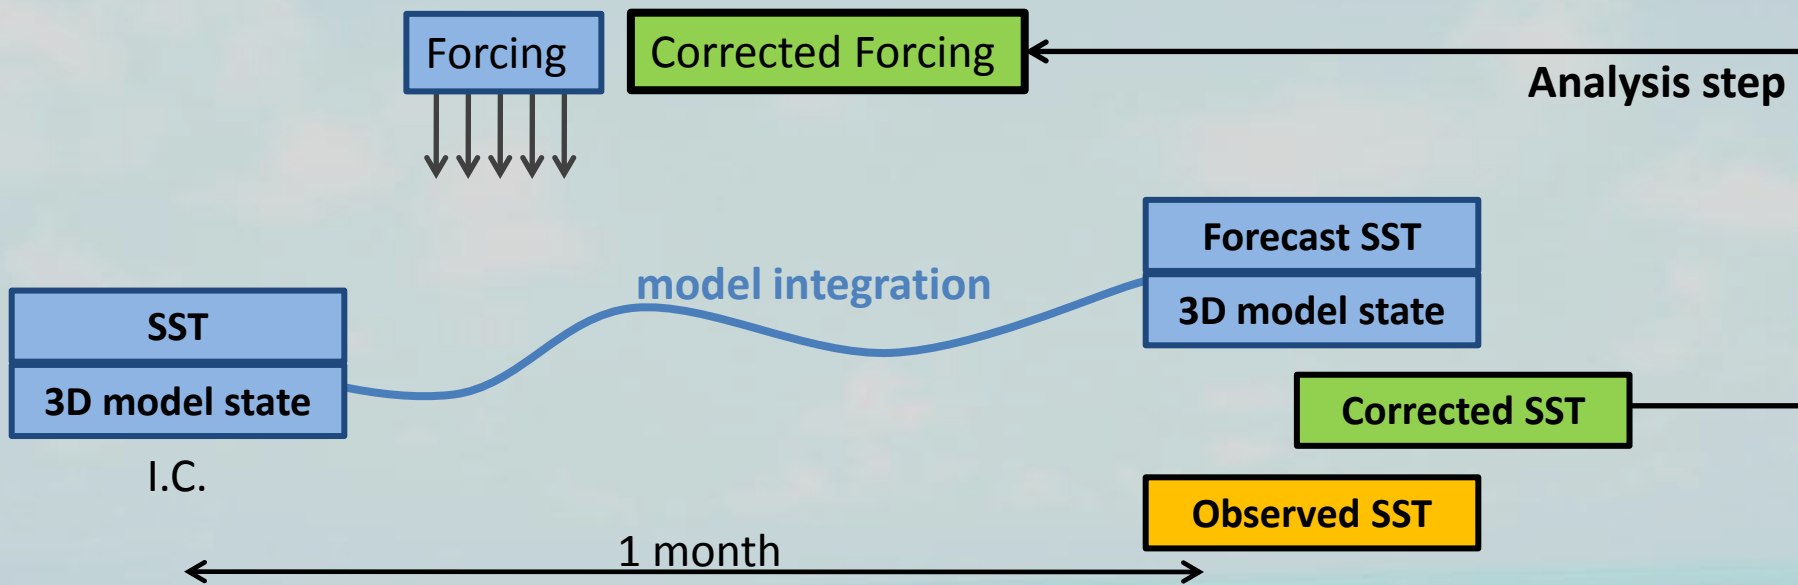 Forcing
Corrected Forcing
Analysis step
Forecast SST
model integration
3D model state
SST
3D model state
Corrected SST
I.C.
Observed SST
1 month